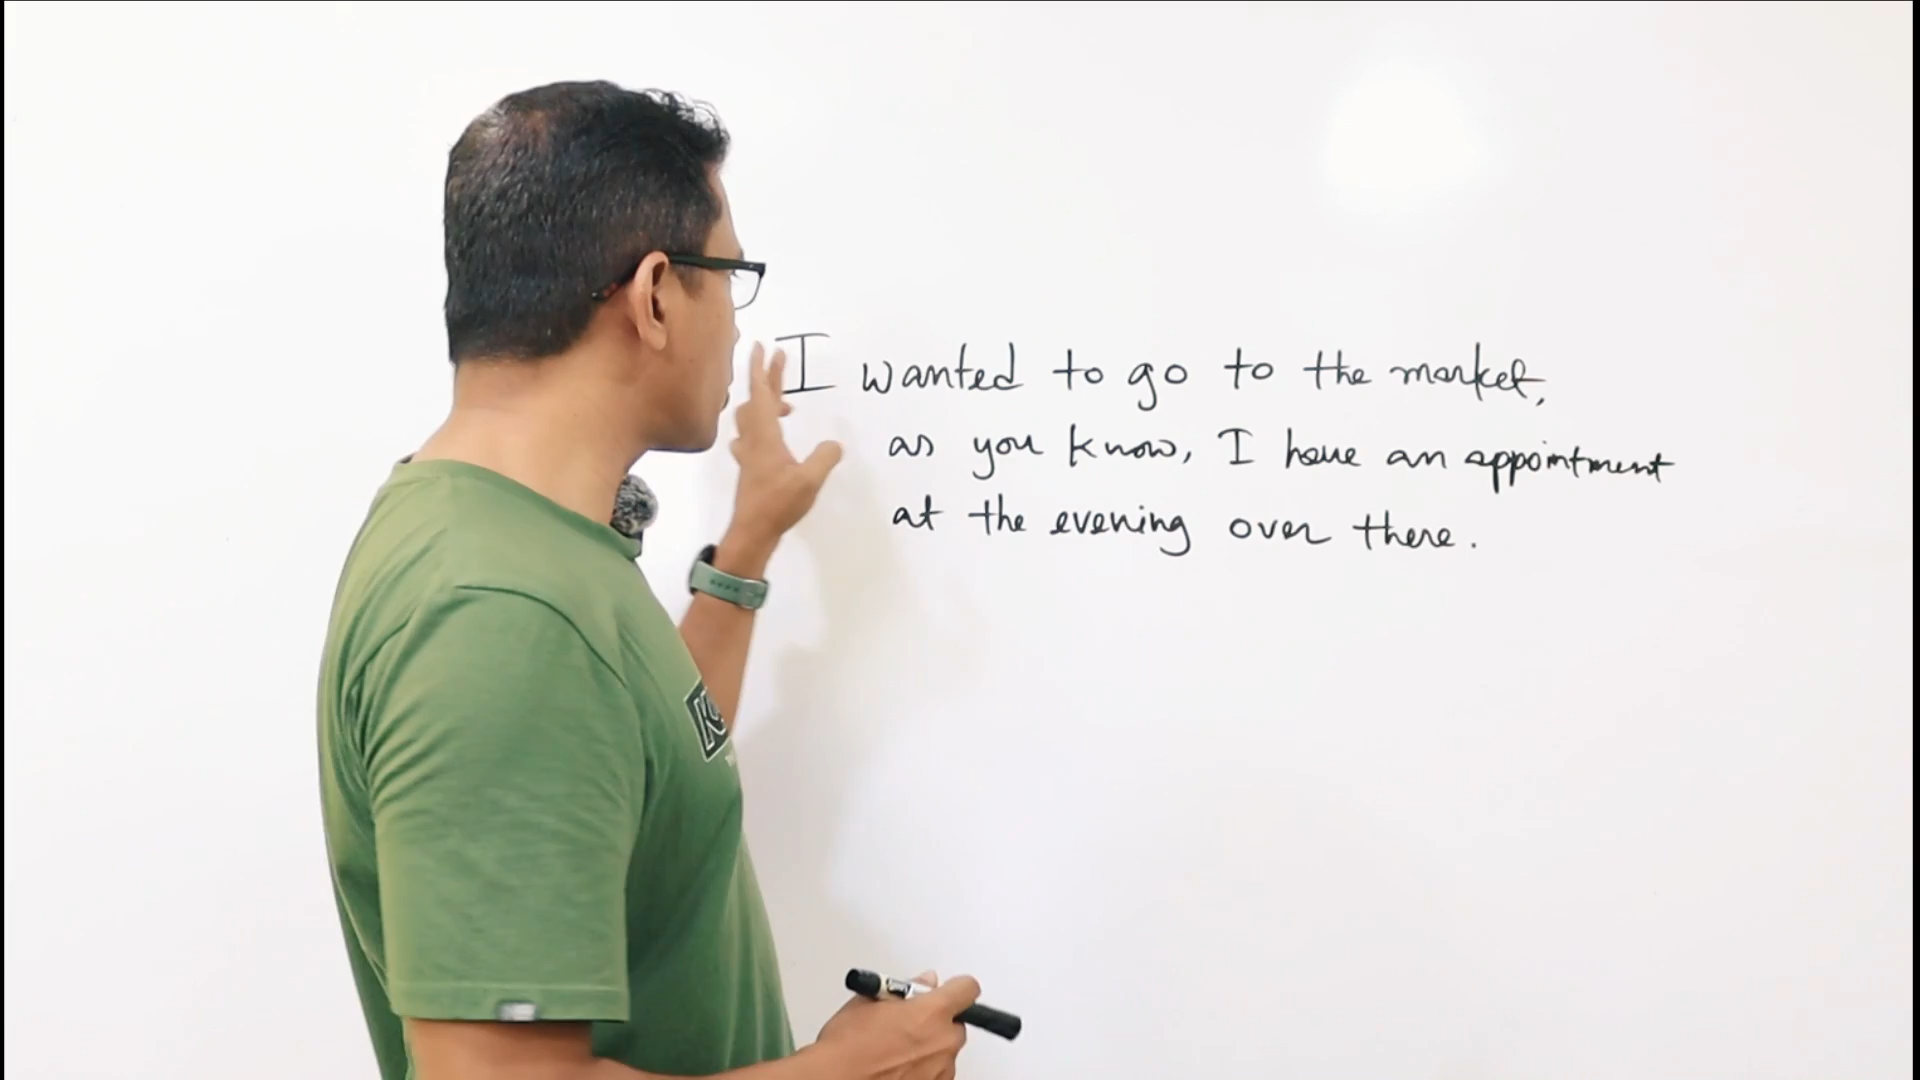 I wanted to go to the market,
as you know, I have an appointment
at the evening over there.